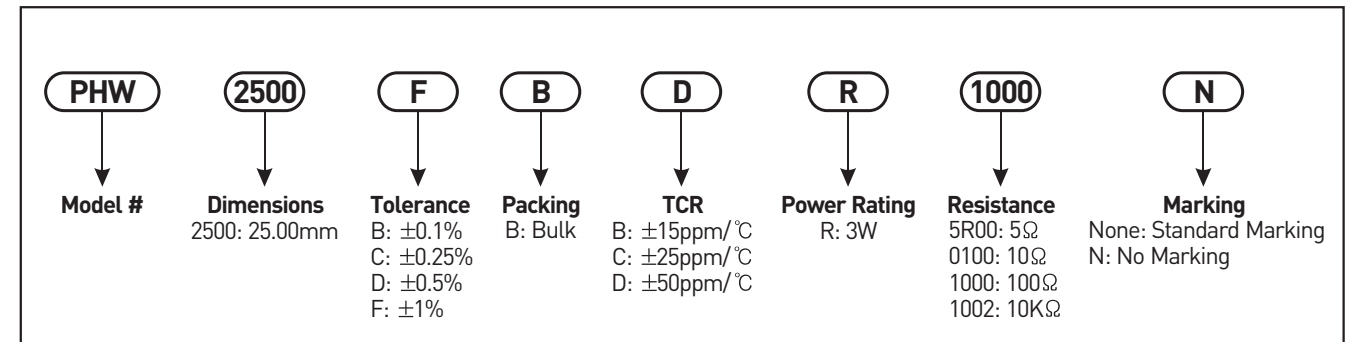 PHW 2500 F B D R 1000 N
Model # Dimensions Tolerance Packing TCR Power Rating Resistance Marking
2500: 25.00mm B: ±0.1% B: Bulk B: ±15ppm/℃ R: 3W 5R00: 5Ω None: Standard Marking
C: ±0.25% C: ±25ppm/℃ 0100: 10Ω N: No Marking
D: ±0.5% D: ±50ppm/℃ 1000: 100Ω
F: ±1% 1002: 10KΩ